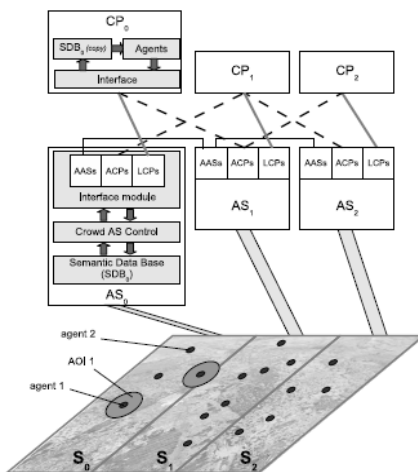 CP0
SDB0 (copy)
Agents
Interface
CP1
CP2
AASs ACPs LCPs
Interface module
Crowd AS Control
Semantic Data Base
(SDB0)
AS0
AASs ACPs LCPs
AS1
AASs ACPs LCPs
AS2
agent 2
AOI 1
agent 1
S0
S1
S2